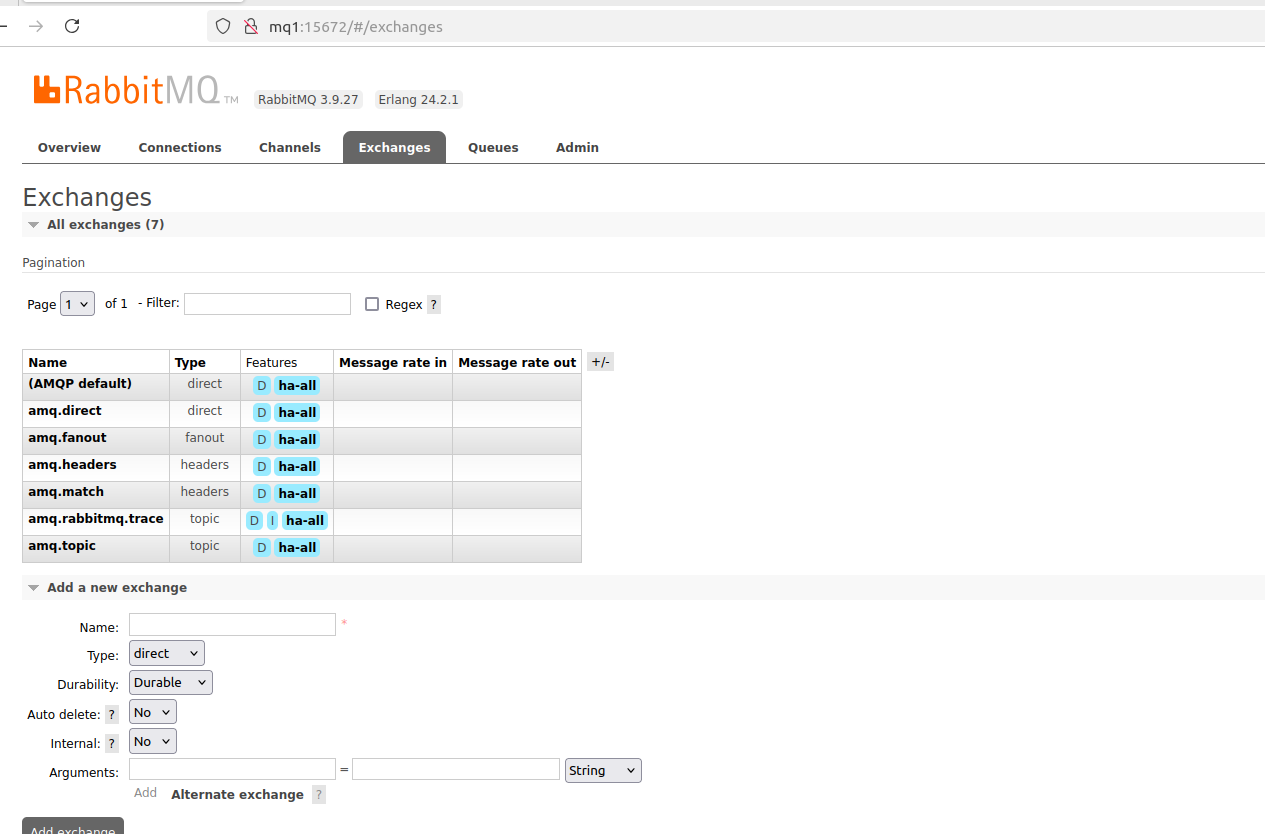 mq1:15672/#/exchanges
RabbitMQ TM RabbitMQ 3.9.27 Erlang 24.2.1
Overview Connections Channels Exchanges Queues Admin
Exchanges
All exchanges (7)
Pagination
Page 1 of 1 - Filter: Regex ?
Name Type Features Message rate in Message rate out +/-
(AMQP default) direct D ha-all
amq.direct direct D ha-all
amq.fanout fanout D ha-all
amq.headers headers D ha-all
amq.match headers D ha-all
amq.rabbitmq.trace topic D I ha-all
amq.topic topic D ha-all
Add a new exchange
Name: *
Type: direct
Durability: Durable
Auto delete: ? No
Internal: ? No
Arguments: = String
Add Alternate exchange ?
Add exchange